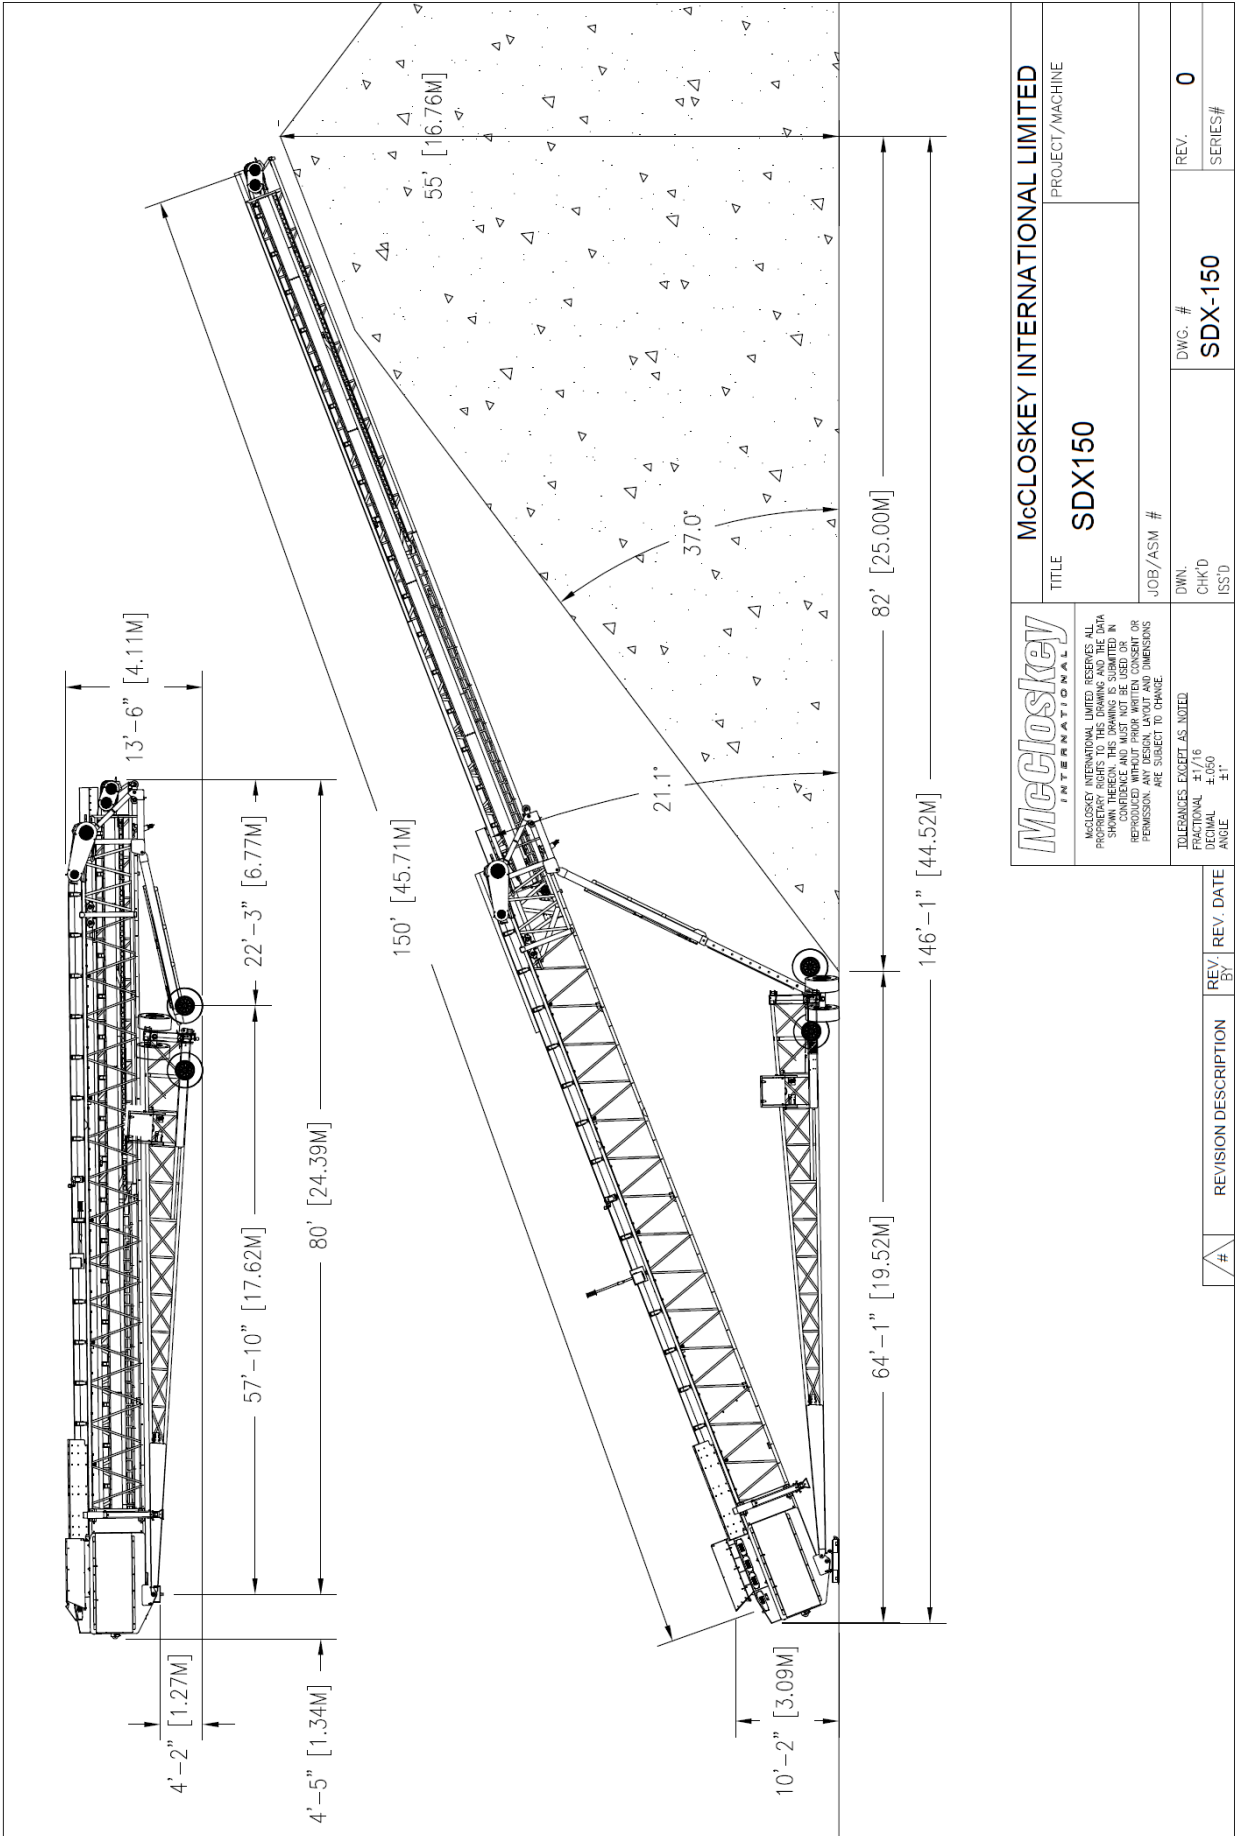 13'-6" [4.11M]
22'-3" [6.77M]
57'-10" [17.62M]
80' [24.39M]
4'-2" [1.27M]
4'-5" [1.34M]
55' [16.76M]
150' [45.71M]
37.0°
21.1°
82' [25.00M]
64'-1" [19.52M]
146'-1" [44.52M]
10'-2" [3.09M]
McCloskey
INTERNATIONAL
McCLOSKEY INTERNATIONAL LIMITED RESERVES ALL
PROPRIETARY RIGHTS TO THIS DRAWING AND THE DATA
SHOWN THEREON. THIS DRAWING IS SUBMITTED IN
CONFIDENCE AND MUST NOT BE USED OR
REPRODUCED WITHOUT PRIOR WRITTEN CONSENT OR
PERMISSION. ANY DESIGN, LAYOUT AND DIMENSIONS
ARE SUBJECT TO CHANGE.
TOLERANCES EXCEPT AS NOTED
FRACTIONAL ±1/16
DECIMAL ±.050
ANGLE ±1°
McCLOSKEY INTERNATIONAL LIMITED
TITLE
SDX150
PROJECT/MACHINE
JOB/ASM #
DWN.
CHK'D
ISS'D
DWG. #
SDX-150
REV.
0
SERIES#
#
REVISION DESCRIPTION
REV. BY
REV. DATE